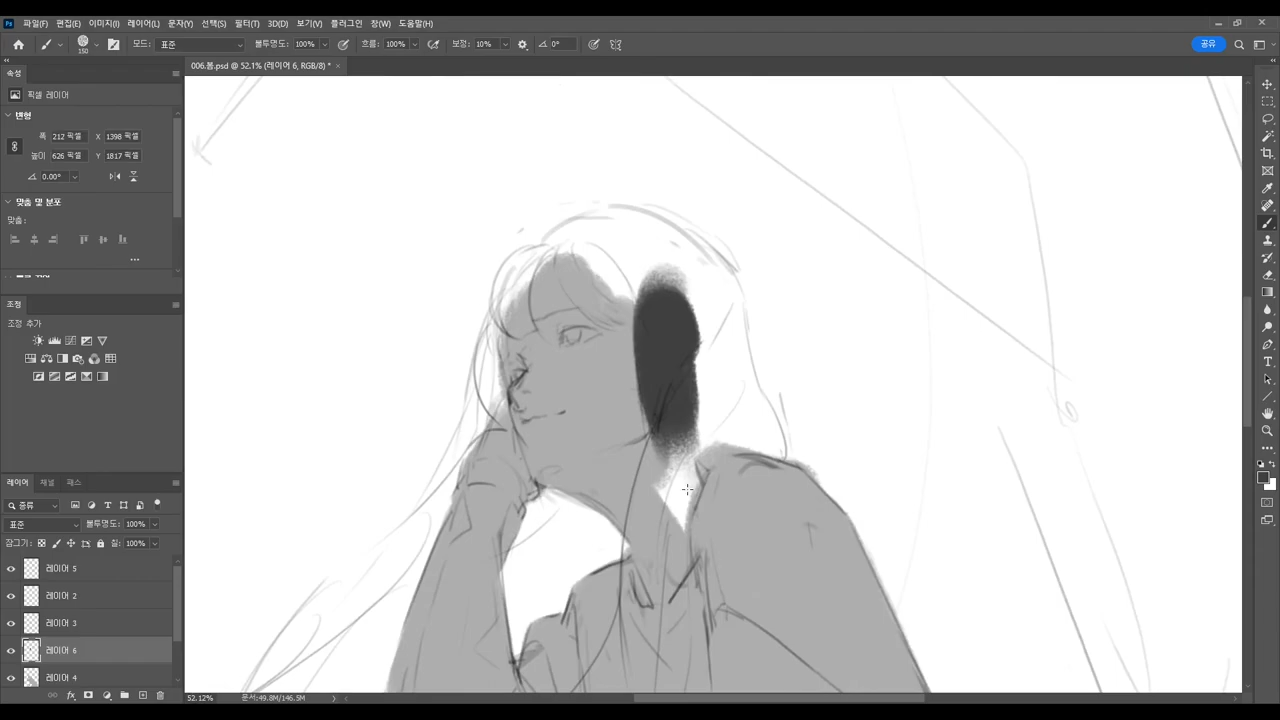 Ps 파일(F) 편집(E) 이미지(I) 레이어(L) 문자(Y) 선택(S) 필터(T) 3D(D) 보기(V) 플러그인 창(W) 도움말(H)
150 모드: 표준 불투명도: 100% 흐름: 100% 보정: 10% 0° 공유
006.봄.psd @ 52.1% (레이어 6, RGB/8) *
속성
픽셀 레이어
변형
폭 212 픽셀 X 1398 픽셀
높이 626 픽셀 Y 1817 픽셀
0.00°
맞춤 및 분포
맞춤:
조정
조정 추가
레이어 채널 패스
종류
표준 불투명도: 100%
잠그기: 칠: 100%
레이어 5
레이어 2
레이어 3
레이어 6
레이어 4
52.12% 문서:49.8M/146.5M